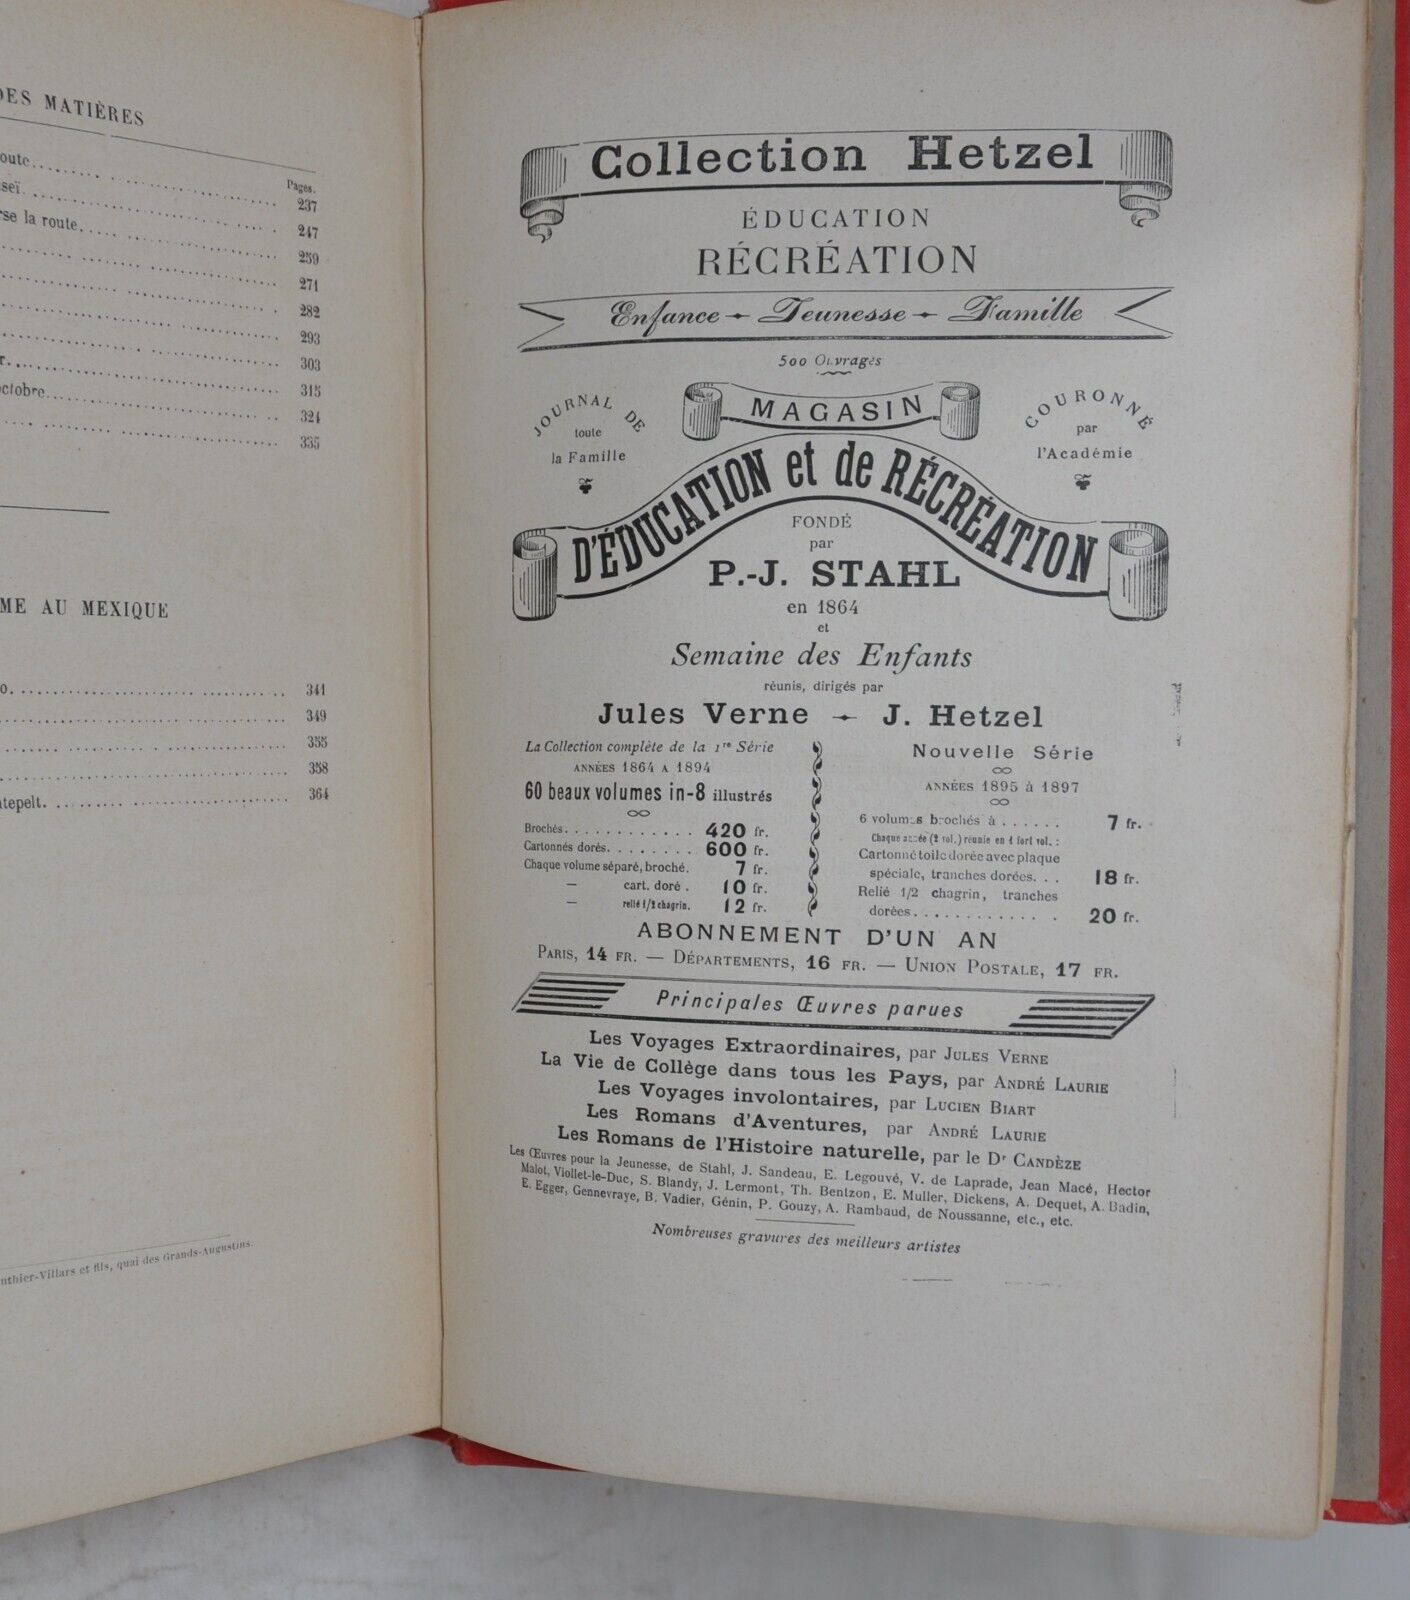 DES MATIÈRES
Pages.
237
247
rse la route
259
271
282
293
303
octobre
315
324
335
AU MEXIQUE
341
349
355
358
364
Gauthier-Villars et fils, quai des Grands-Augustins.
Collection Hetzel
ÉDUCATION
RÉCRÉATION
Enfance - Jeunesse - Famille
500 Ouvrages
JOURNAL DE
toute
la Famille
MAGASIN
COURONNÉ
par
l'Académie
D'ÉDUCATION et de RÉCRÉATION
FONDÉ
par
P.-J. STAHL
en 1864
et
Semaine des Enfants
réunis, dirigés par
Jules Verne - J. Hetzel
La Collection complète de la 1re Série
ANNÉES 1864 A 1894
60 beaux volumes in-8 illustrés
Brochés............ 420 fr.
Cartonnés dorés........ 600 fr.
Chaque volume séparé, broché. 7 fr.
— cart. doré . 10 fr.
— relié 1/2 chagrin. 12 fr.
Nouvelle Série
ANNÉES 1895 à 1897
6 volumes brochés à ...... 7 fr.
Chaque année (2 vol.) réunie en 1 fort vol. :
Cartonné toile dorée avec plaque
spéciale, tranches dorées. . . 18 fr.
Relié 1/2 chagrin, tranches
dorées............. 20 fr.
ABONNEMENT D'UN AN
PARIS, 14 FR. — DÉPARTEMENTS, 16 FR. — UNION POSTALE, 17 FR.
Principales Œuvres parues
Les Voyages Extraordinaires, par JULES VERNE
La Vie de Collège dans tous les Pays, par ANDRÉ LAURIE
Les Voyages involontaires, par LUCIEN BIART
Les Romans d'Aventures, par ANDRÉ LAURIE
Les Romans de l'Histoire naturelle, par le Dr CANDÈZE
Les Œuvres pour la Jeunesse, de Stahl, J. Sandeau, E. Legouvé, V. de Laprade, Jean Macé, Hector
Malot, Viollet-le-Duc, S. Blandy, J. Lermont, Th. Bentzon, E. Muller, Dickens, A. Dequet, A. Badin,
E. Egger, Gennevraye, B. Vadier, Génin, P. Gouzy, A. Rambaud, de Noussanne, etc., etc.
Nombreuses gravures des meilleurs artistes